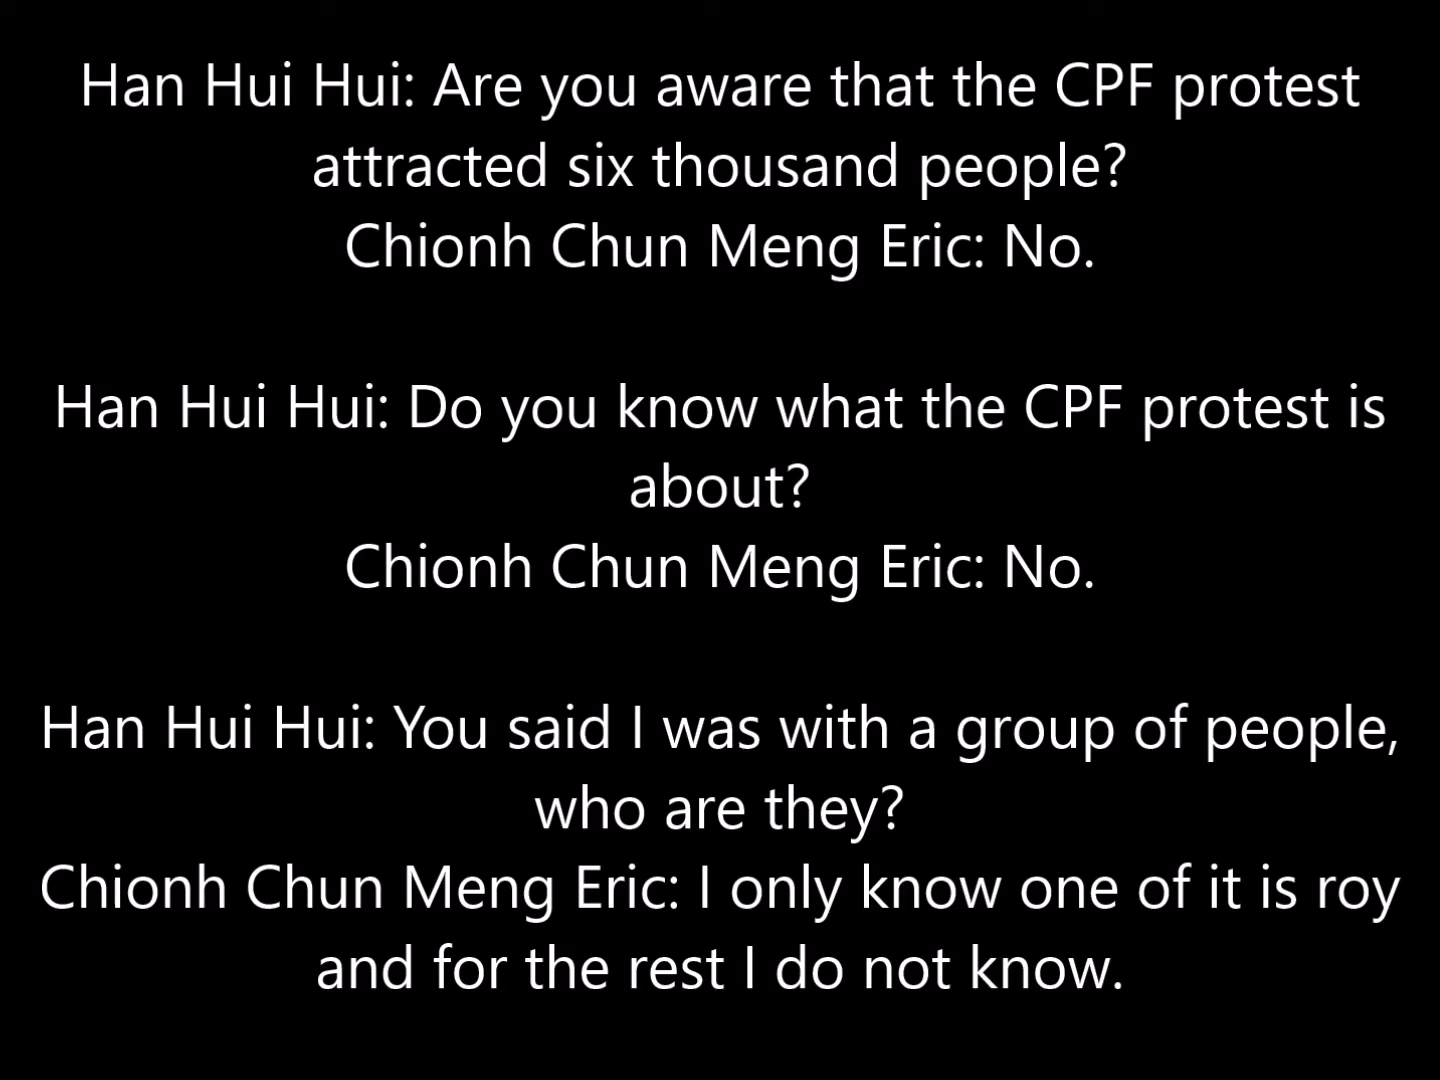 Han Hui Hui: Are you aware that the CPF protest
attracted six thousand people?
Chionh Chun Meng Eric: No.
Han Hui Hui: Do you know what the CPF protest is
about?
Chionh Chun Meng Eric: No.
Han Hui Hui: You said I was with a group of people,
who are they?
Chionh Chun Meng Eric: I only know one of it is roy
and for the rest I do not know.